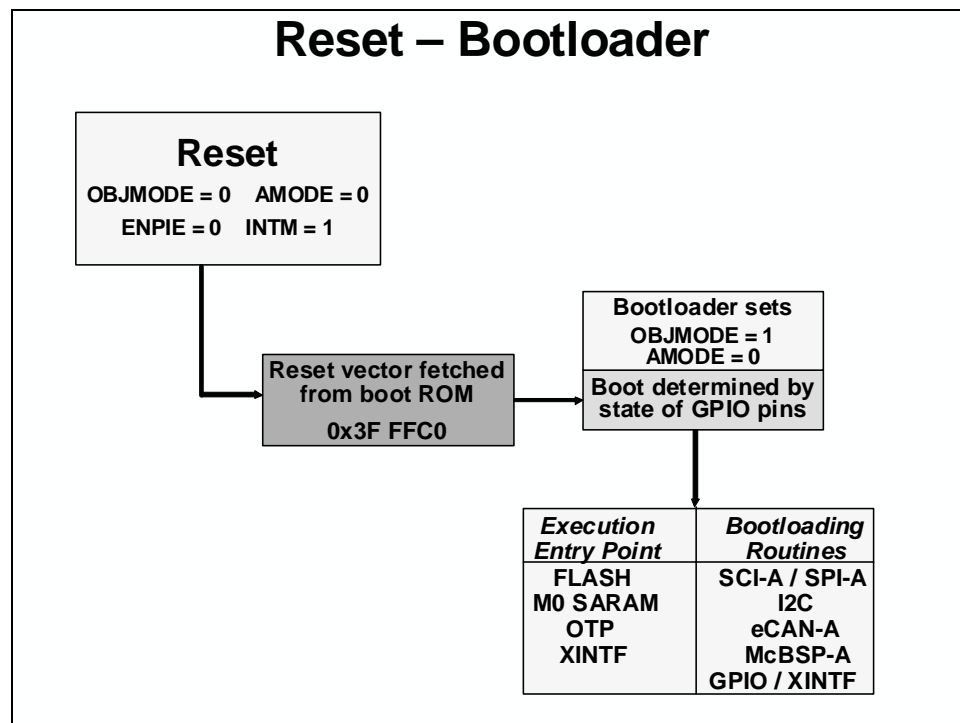 Reset – Bootloader
Reset
OBJMODE = 0 AMODE = 0
ENPIE = 0 INTM = 1
Reset vector fetched
from boot ROM
0x3F FFC0
Bootloader sets
OBJMODE = 1
AMODE = 0
Boot determined by
state of GPIO pins
Execution
Entry Point
FLASH
M0 SARAM
OTP
XINTF
Bootloading
Routines
SCI-A / SPI-A
I2C
eCAN-A
McBSP-A
GPIO / XINTF